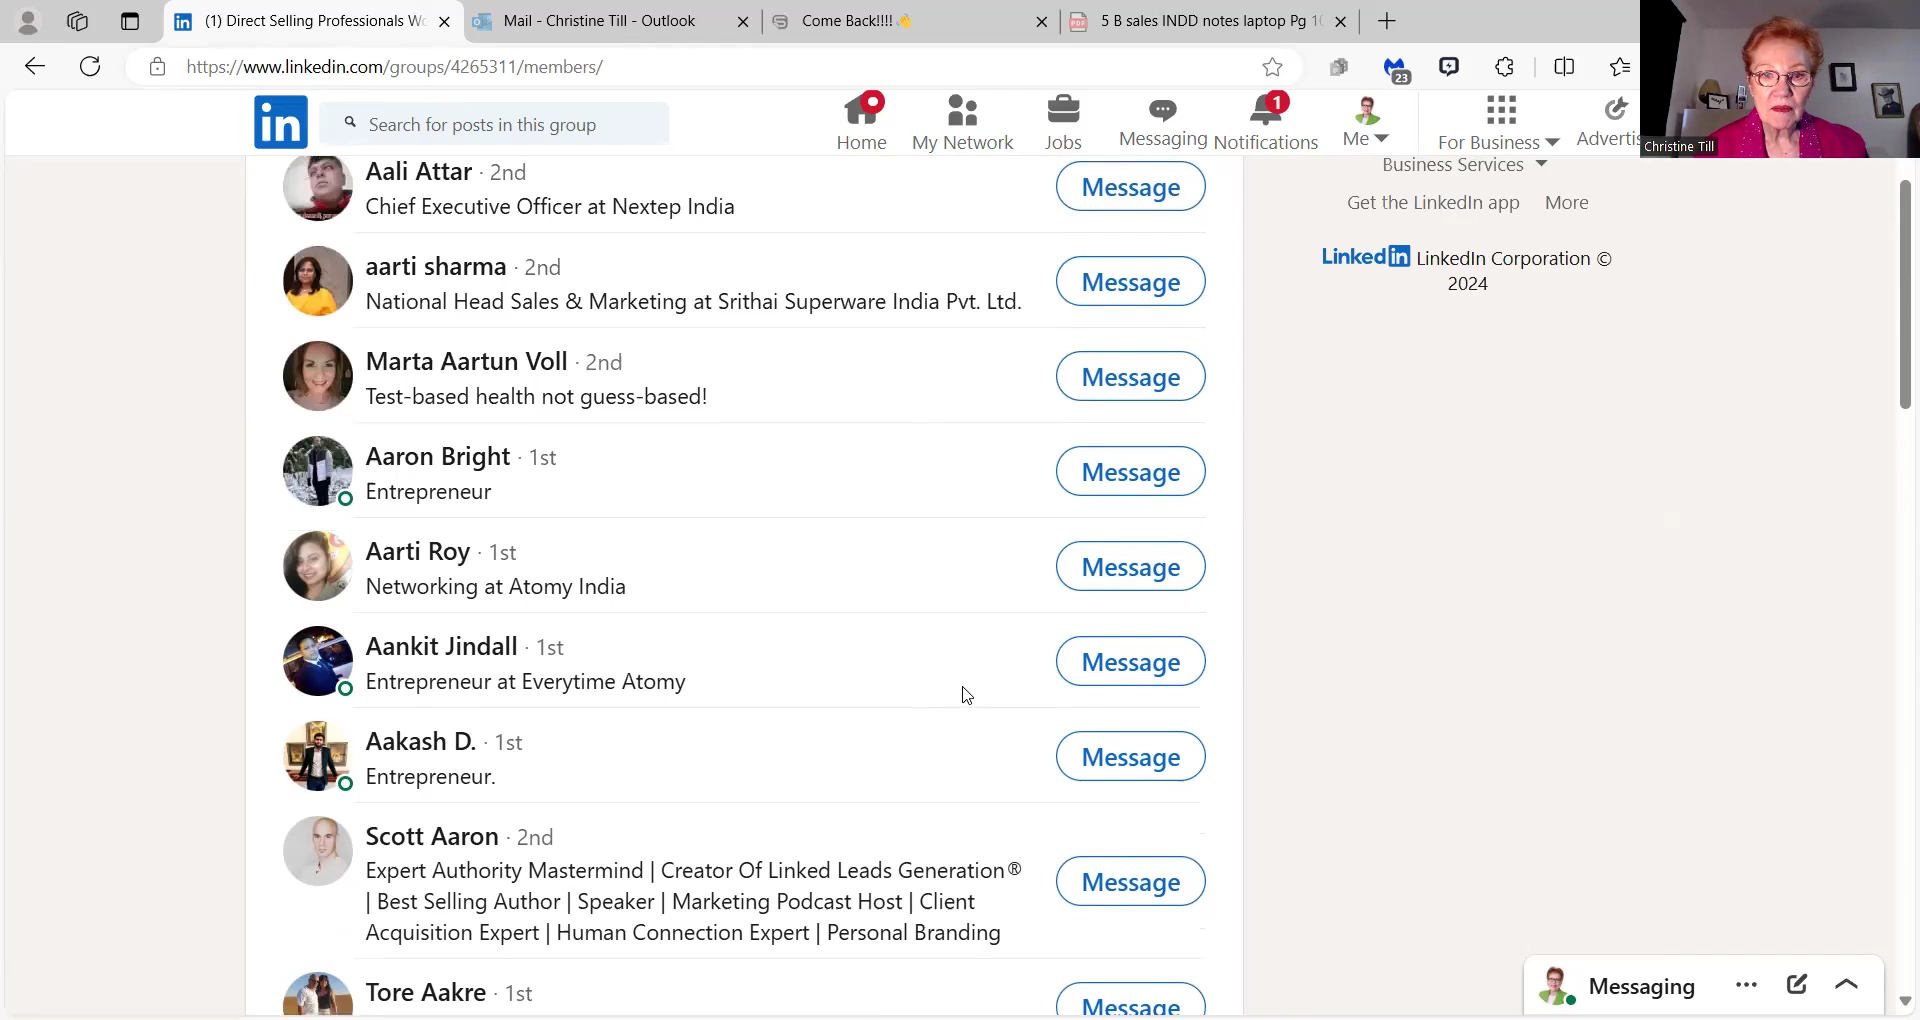 (1) Direct Selling Professionals Wo
Mail - Christine Till - Outlook
Come Back!!!!👋
5 B sales INDD notes laptop Pg 10
https://www.linkedin.com/groups/4265311/members/
23
in
Search for posts in this group
Home
My Network
Jobs
Messaging
1
Notifications
Me
For Business
Advertis
Christine Till
Aali Attar · 2nd
Chief Executive Officer at Nextep India
Message
aarti sharma · 2nd
National Head Sales & Marketing at Srithai Superware India Pvt. Ltd.
Message
Marta Aartun Voll · 2nd
Test-based health not guess-based!
Message
Aaron Bright · 1st
Entrepreneur
Message
Aarti Roy · 1st
Networking at Atomy India
Message
Aankit Jindall · 1st
Entrepreneur at Everytime Atomy
Message
Aakash D. · 1st
Entrepreneur.
Message
Scott Aaron · 2nd
Expert Authority Mastermind | Creator Of Linked Leads Generation®
| Best Selling Author | Speaker | Marketing Podcast Host | Client
Acquisition Expert | Human Connection Expert | Personal Branding
Message
Tore Aakre · 1st
Message
Business Services
Get the LinkedIn app More
LinkedIn LinkedIn Corporation ©
2024
Messaging